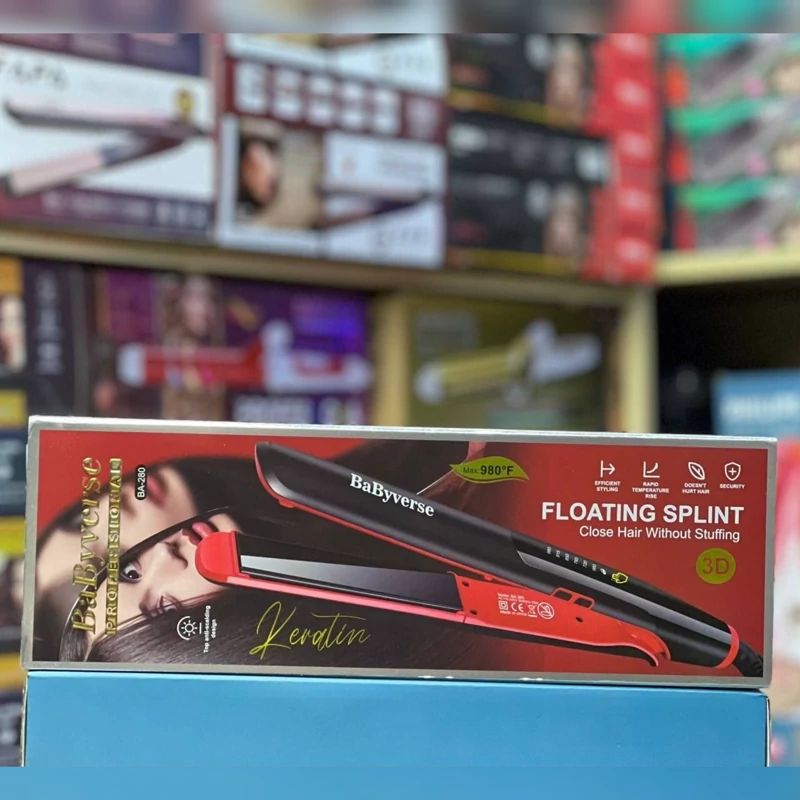 BaByverse
PROFESSIONAL
BA-280
BaByverse
Max: 980°F
EFFICIENT
STYLING
RAPID
TEMPERATURE
RISE
DOESN'T
HURT HAIR
SECURITY
FLOATING SPLINT
Close Hair Without Stuffing
3D
Top anti-scalding
design
Keratin
CE